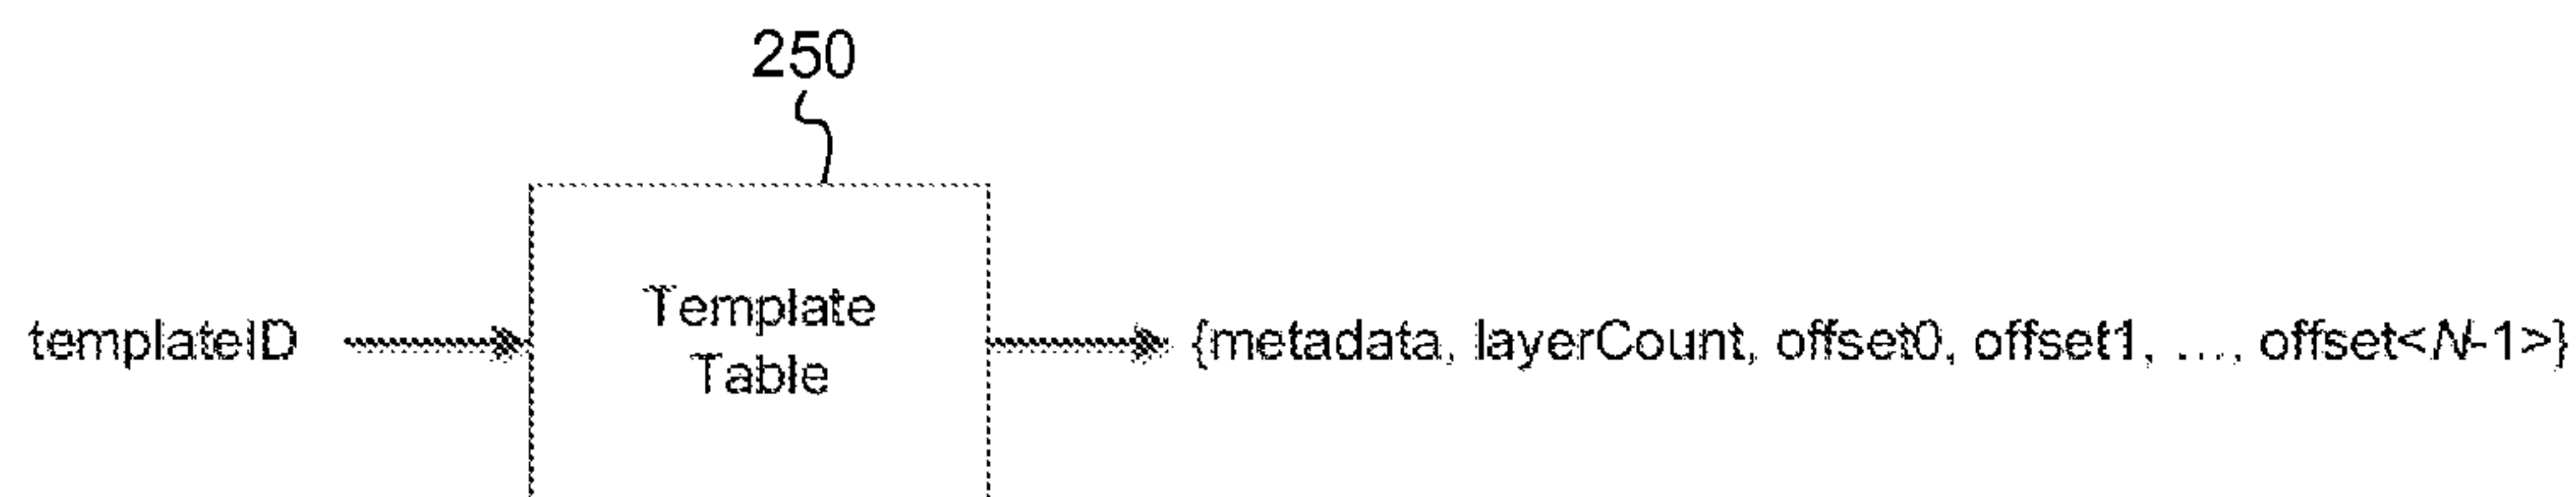 250
templateID
Template
Table
{metadata, layerCount, offset0, offset1, ..., offset<N-1>}